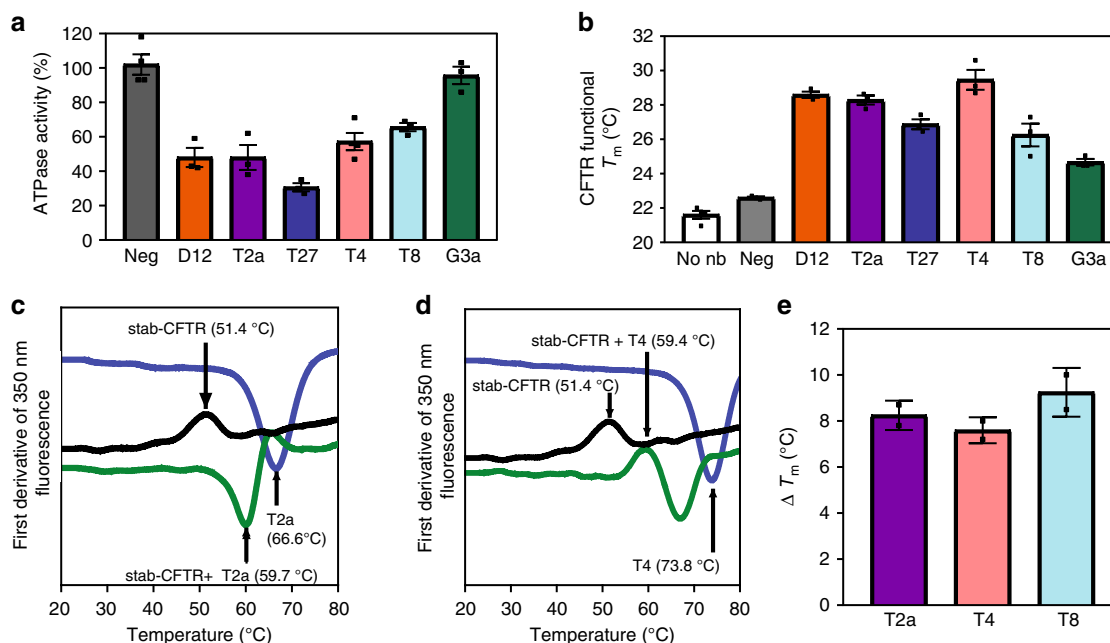 a
ATPase activity (%)
120
100
80
60
40
20
0
Neg D12 T2a T27 T4 T8 G3a
b
CFTR functional
Tm (°C)
32
30
28
26
24
22
20
No nb Neg D12 T2a T27 T4 T8 G3a
c
First derivative of 350 nm
fluorescence
stab-CFTR (51.4 °C)
T2a
(66.6°C)
stab-CFTR+ T2a (59.7 °C)
20 30 40 50 60 70 80
Temperature (°C)
d
First derivative of 350 nm
fluorescence
stab-CFTR + T4 (59.4 °C)
stab-CFTR (51.4 °C)
T4 (73.8 °C)
20 30 40 50 60 70 80
Temperature (°C)
e
Δ Tm (°C)
12
10
8
6
4
2
0
T2a T4 T8